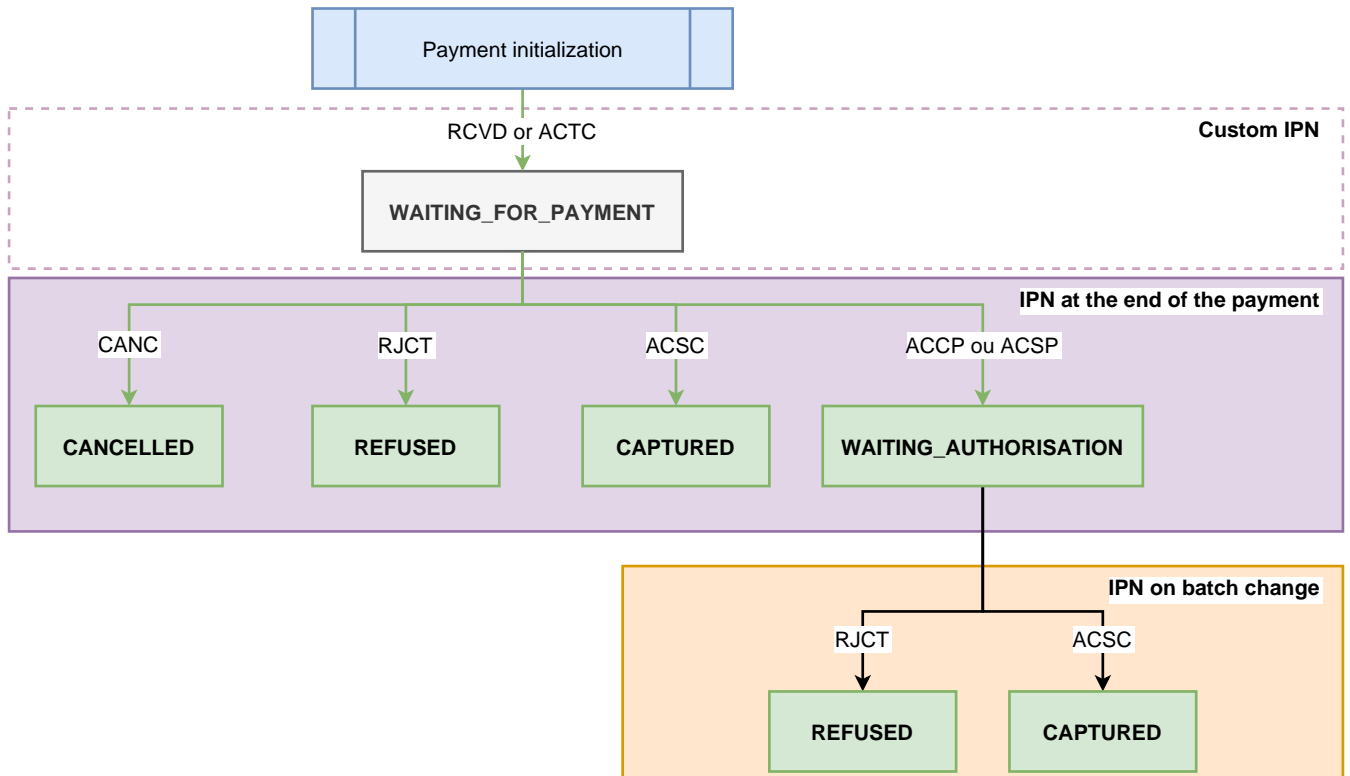 Payment initialization
RCVD or ACTC
Custom IPN
WAITING_FOR_PAYMENT
IPN at the end of the payment
CANC
RJCT
ACSC
ACCP ou ACSP
CANCELLED
REFUSED
CAPTURED
WAITING_AUTHORISATION
IPN on batch change
RJCT
ACSC
REFUSED
CAPTURED